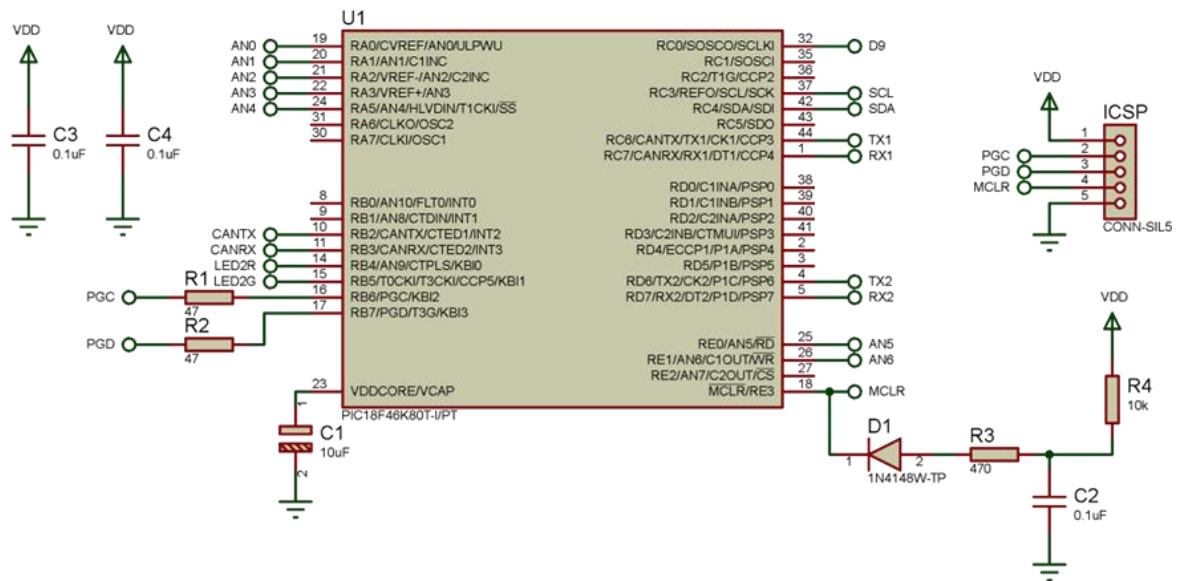 U1
VDD
VDD
C3
0.1uF
C4
0.1uF
AN0 19 RA0/CVREF/AN0/ULPWU
AN1 20 RA1/AN1/C1INC
AN2 21 RA2/VREF-/AN2/C2INC
AN3 22 RA3/VREF+/AN3
AN4 24 RA5/AN4/HLVDIN/T1CKI/SS
31 RA6/CLKO/OSC2
30 RA7/CLKI/OSC1
8 RB0/AN10/FLT0/INT0
9 RB1/AN8/CTDIN/INT1
CANTX 10 RB2/CANTX/CTED1/INT2
CANRX 11 RB3/CANRX/CTED2/INT3
LED2R 14 RB4/AN9/CTPLS/KBI0
LED2G 15 RB5/T0CKI/T3CKI/CCP5/KBI1
R1
PGC 16 RB6/PGC/KBI2
47
17 RB7/PGD/T3G/KBI3
R2
PGD
47
23 VDDCORE/VCAP
1
C1
10uF
2
PIC18F46K80T-I/PT
RC0/SOSCO/SCLKI 32 D9
RC1/SOSCI 35
RC2/T1G/CCP2 36
RC3/REFO/SCL/SCK 37 SCL
RC4/SDA/SDI 42 SDA
RC5/SDO 43
RC6/CANTX/TX1/CK1/CCP3 44 TX1
RC7/CANRX/RX1/DT1/CCP4 1 RX1
RD0/C1INA/PSP0 38
RD1/C1INB/PSP1 39
RD2/C2INA/PSP2 40
RD3/C2INB/CTMUI/PSP3 41
RD4/ECCP1/P1A/PSP4 2
RD5/P1B/PSP5 3
RD6/TX2/CK2/P1C/PSP6 4 TX2
RD7/RX2/DT2/P1D/PSP7 5 RX2
RE0/AN5/RD 25 AN5
RE1/AN6/C1OUT/WR 26 AN6
RE2/AN7/C2OUT/CS 27
MCLR/RE3 18 MCLR
VDD
ICSP
1
PGC 2
PGD 3
MCLR 4
5
CONN-SIL5
VDD
R4
10k
D1
1 2
1N4148W-TP
R3
470
C2
0.1uF